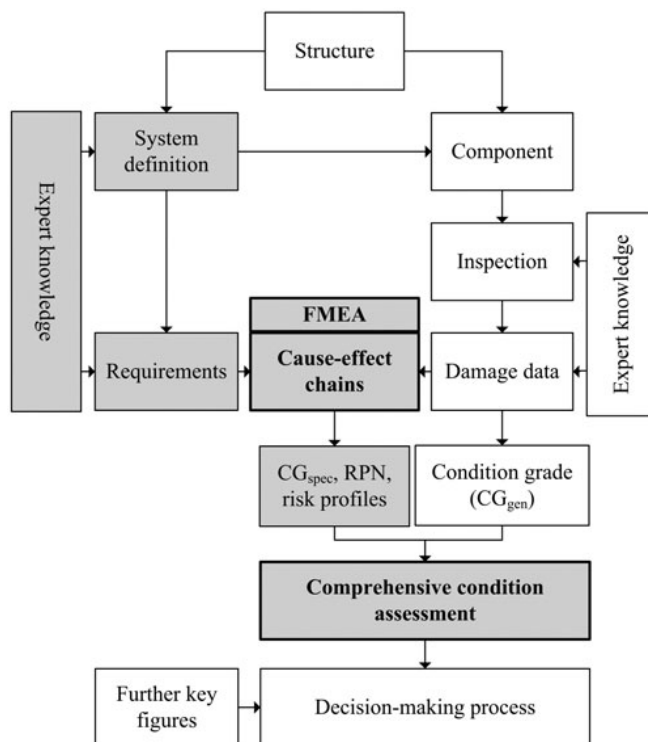 Structure
System
definition
Component
Expert knowledge
Inspection
Expert knowledge
FMEA
Cause-effect
chains
Requirements
Damage data
CGspec, RPN,
risk profiles
Condition grade
(CGgen)
Comprehensive condition
assessment
Further key
figures
Decision-making process